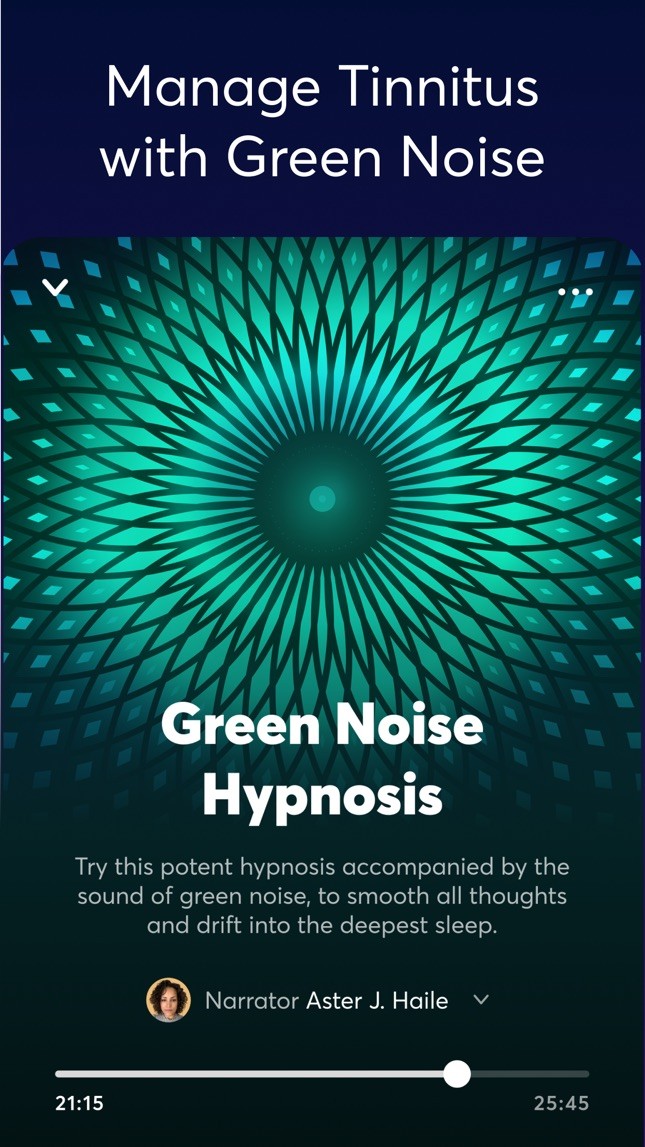 Manage Tinnitus
with Green Noise
Green Noise
Hypnosis
Try this potent hypnosis accompanied by the
sound of green noise, to smooth all thoughts
and drift into the deepest sleep.
Narrator Aster J. Haile
21:15 25:45